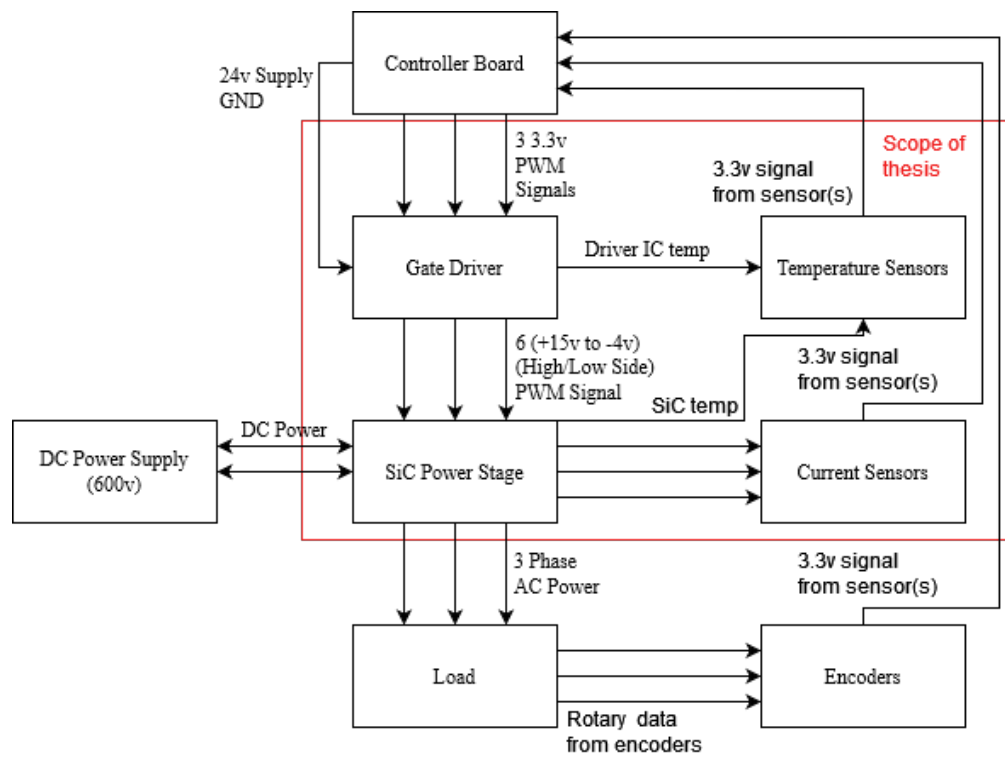 Controller Board
24v Supply
GND
3 3.3v
PWM
Signals
Scope of
thesis
3.3v signal
from sensor(s)
Gate Driver
Driver IC temp
Temperature Sensors
6 (+15v to -4v)
(High/Low Side)
PWM Signal
3.3v signal
from sensor(s)
SiC temp
DC Power
DC Power Supply
(600v)
SiC Power Stage
Current Sensors
3 Phase
AC Power
3.3v signal
from sensor(s)
Load
Encoders
Rotary data
from encoders